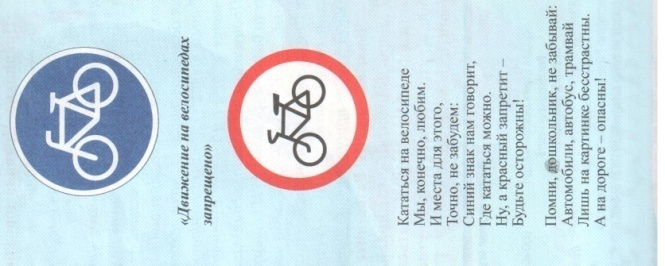 «Движение на велосипедах
запрещено»
Кататься на велосипеде
Мы, конечно, любим.
И места для этого,
Точно, не забудем:
Синий знак нам говорит,
Где кататься можно.
Ну, а красный запретит –
Будьте осторожны!
Помни, дошкольник, не забывай:
Автомобили, автобус, трамвай
Лишь на картинке бесстрастны.
А на дороге – опасны!